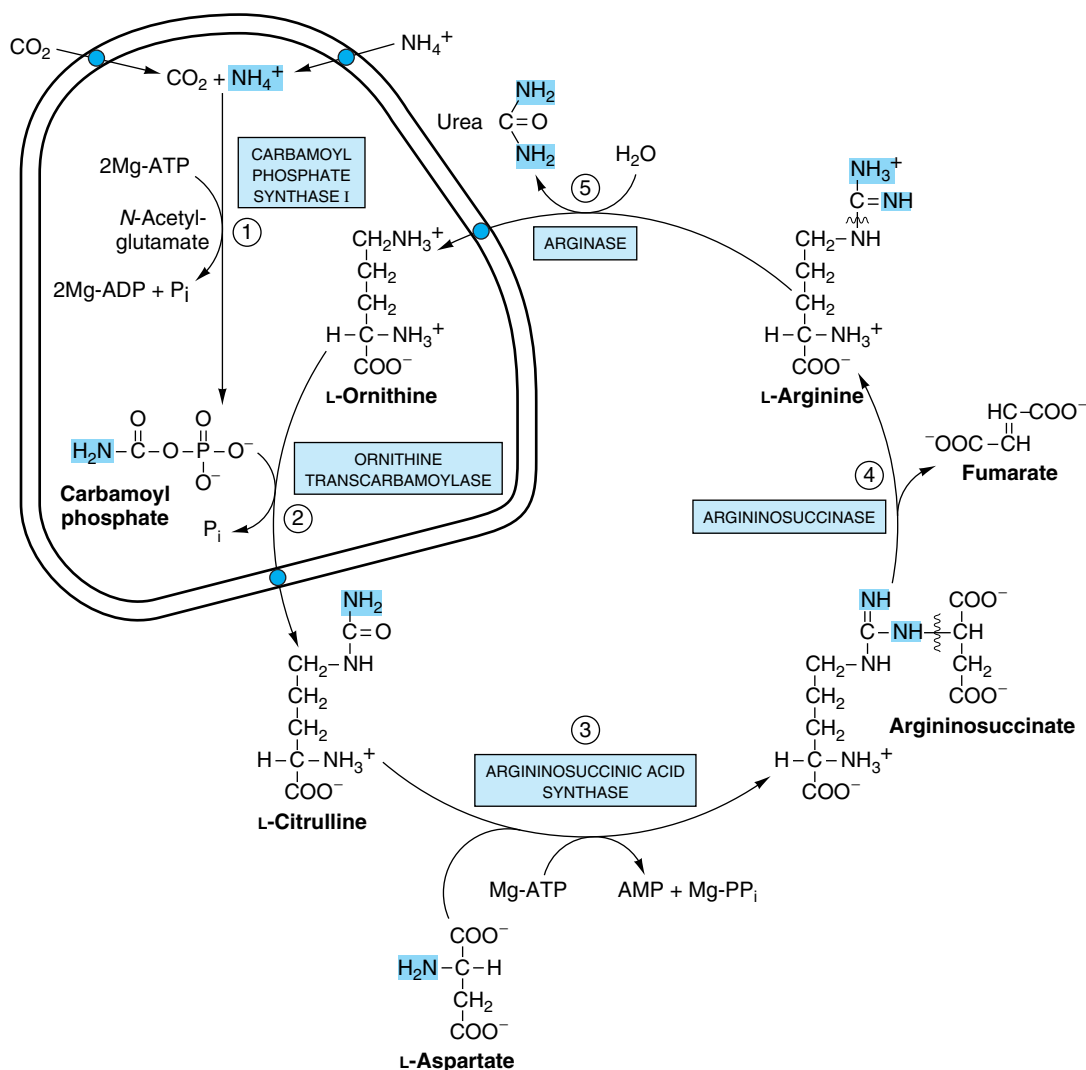 CO₂
NH₄⁺
CO₂ + NH₄⁺
2Mg-ATP
CARBAMOYL
PHOSPHATE
SYNTHASE I
N-Acetyl-
glutamate
1
2Mg-ADP + Pi
O
O
H₂N–C–O–P–O⁻
O⁻
Carbamoyl
phosphate
CH₂NH₃⁺
CH₂
CH₂
H–C–NH₃⁺
COO⁻
L-Ornithine
ORNITHINE
TRANSCARBAMOYLASE
Pi
2
NH₂
Urea
C=O
NH₂
H₂O
5
ARGINASE
NH₃⁺
C=NH
CH₂–NH
CH₂
CH₂
H–C–NH₃⁺
COO⁻
L-Arginine
HC–COO⁻
⁻OOC–CH
Fumarate
4
ARGININOSUCCINASE
NH
C–NH–CH
COO⁻
CH₂
COO⁻
CH₂–NH
CH₂
CH₂
H–C–NH₃⁺
COO⁻
Argininosuccinate
NH₂
C=O
CH₂–NH
CH₂
CH₂
H–C–NH₃⁺
COO⁻
L-Citrulline
3
ARGININOSUCCINIC ACID
SYNTHASE
Mg-ATP
AMP + Mg-PPi
COO⁻
H₂N–C–H
CH₂
COO⁻
L-Aspartate